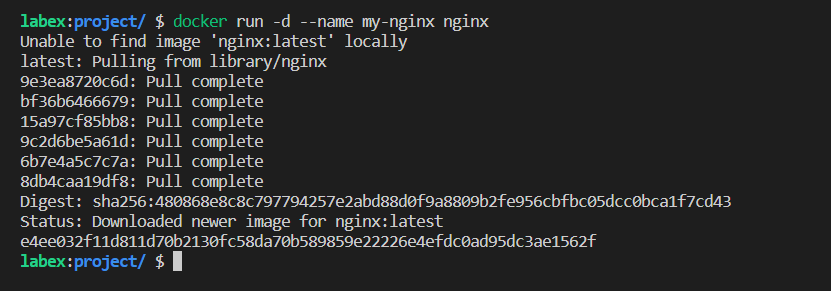 labex:project/ $ docker run -d --name my-nginx nginx
Unable to find image 'nginx:latest' locally
latest: Pulling from library/nginx
9e3ea8720c6d: Pull complete
bf36b6466679: Pull complete
15a97cf85bb8: Pull complete
9c2d6be5a61d: Pull complete
6b7e4a5c7c7a: Pull complete
8db4caa19df8: Pull complete
Digest: sha256:480868e8c8c797794257e2abd88d0f9a8809b2fe956cbfbc05dcc0bca1f7cd43
Status: Downloaded newer image for nginx:latest
e4ee032f11d811d70b2130fc58da70b589859e22226e4efdc0ad95dc3ae1562f
labex:project/ $